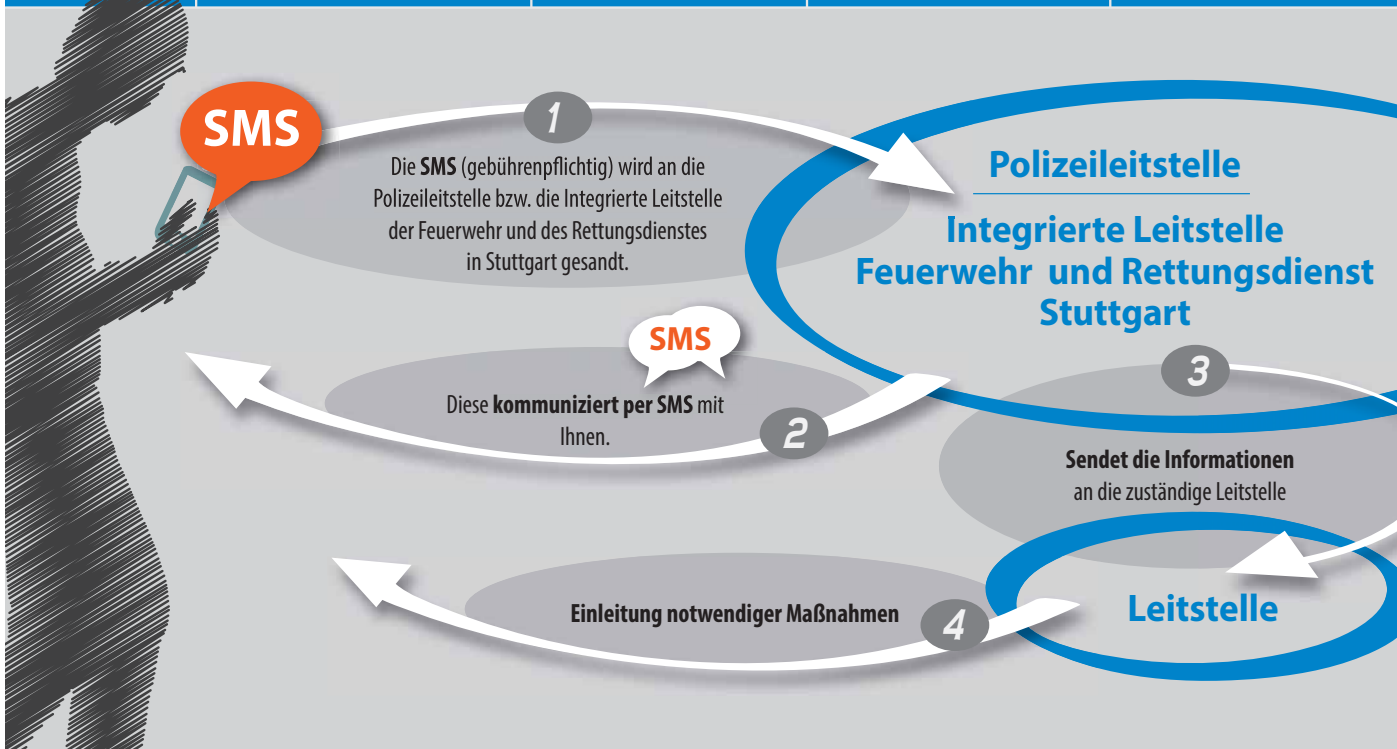 SMS
1
Die SMS (gebührenpflichtig) wird an die
Polizeileitstelle bzw. die Integrierte Leitstelle
der Feuerwehr und des Rettungsdienstes
in Stuttgart gesandt.
Polizeileitstelle
Integrierte Leitstelle
Feuerwehr und Rettungsdienst
Stuttgart
SMS
Diese kommuniziert per SMS mit
Ihnen.
2
3
Sendet die Informationen
an die zuständige Leitstelle
Einleitung notwendiger Maßnahmen
4
Leitstelle